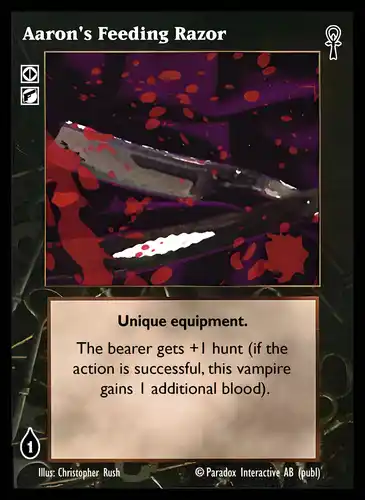 Aaron's Feeding Razor
Unique equipment.
The bearer gets +1 hunt (if the
action is successful, this vampire
gains 1 additional blood).
1
Illus: Christopher Rush © Paradox Interactive AB (publ)